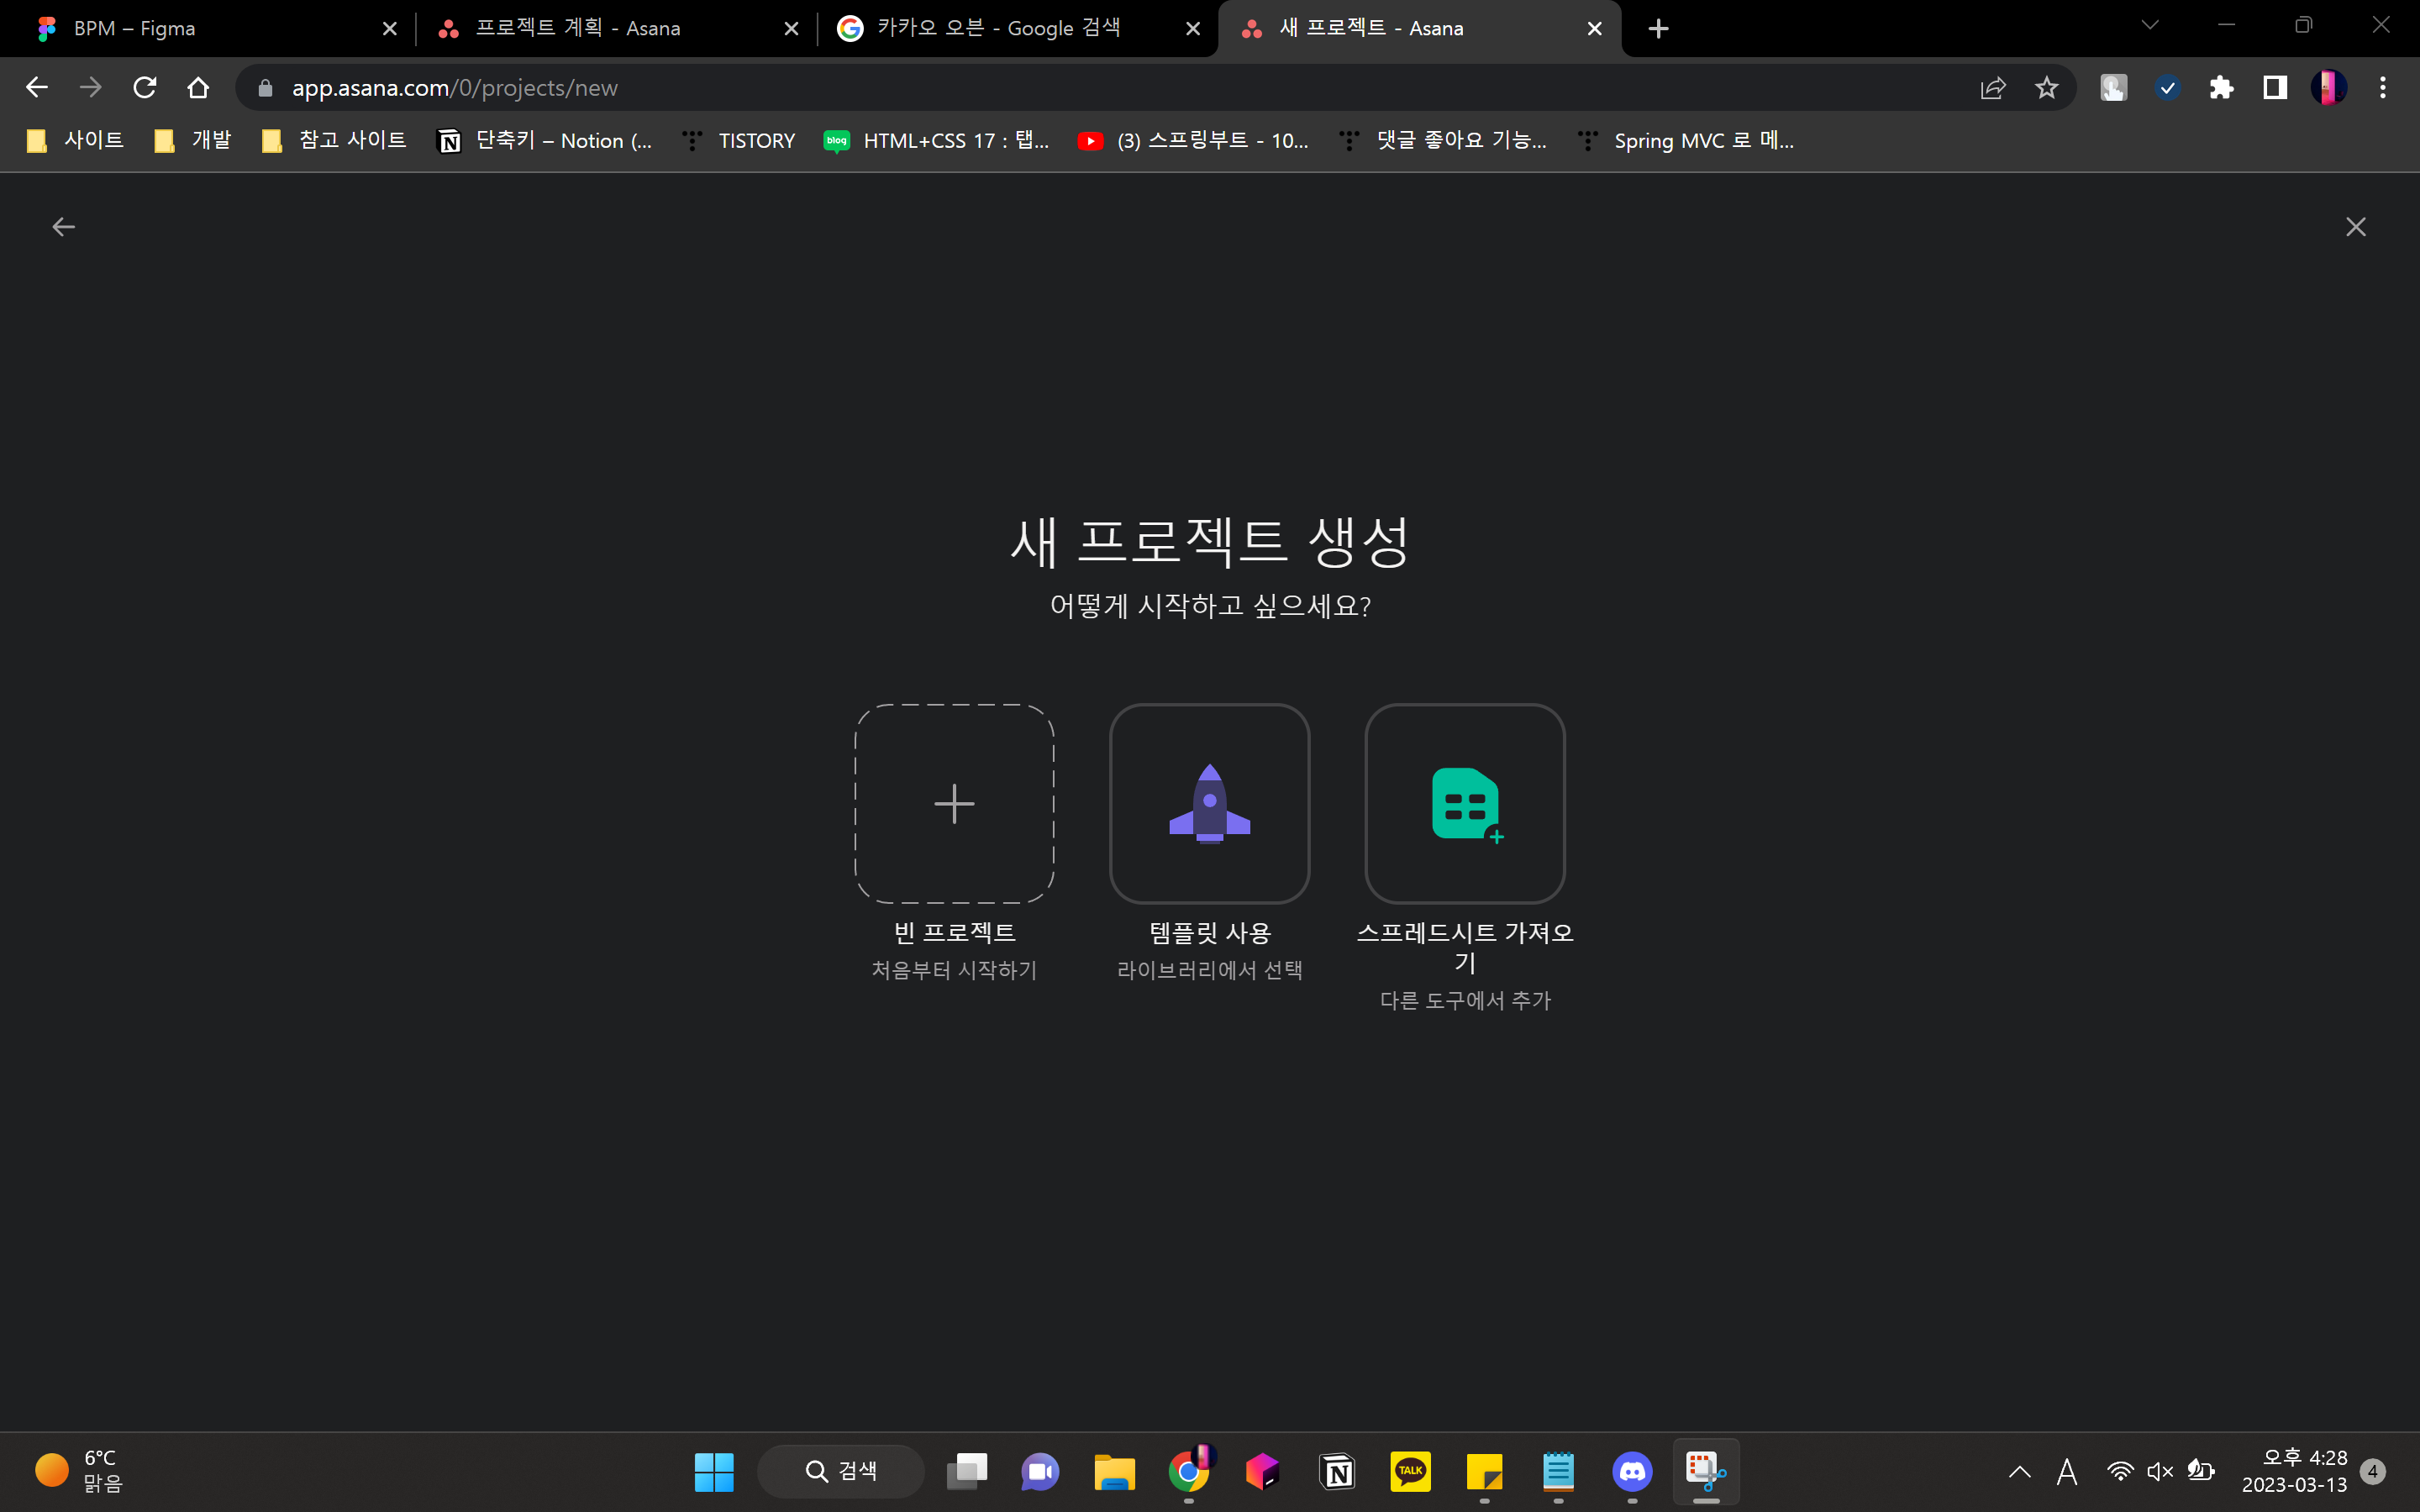 BPM – Figma
프로젝트 계획 - Asana
카카오 오븐 - Google 검색
새 프로젝트 - Asana
app.asana.com/0/projects/new
사이트
개발
참고 사이트
단축키 – Notion (...
TISTORY
blog
HTML+CSS 17 : 탭...
(3) 스프링부트 - 10...
댓글 좋아요 기능...
Spring MVC 로 메...
새 프로젝트 생성
어떻게 시작하고 싶으세요?
빈 프로젝트
처음부터 시작하기
템플릿 사용
라이브러리에서 선택
스프레드시트 가져오
기
다른 도구에서 추가
6°C
맑음
검색
TALK
A
오후 4:28
2023-03-13
4